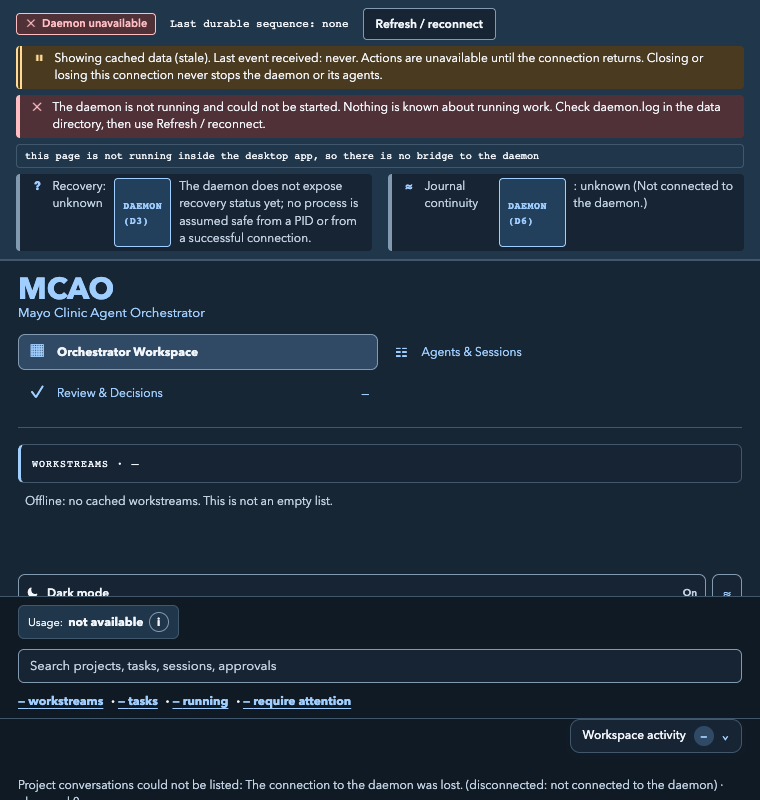 Daemon unavailable
Last durable sequence: none
Refresh / reconnect
Showing cached data (stale). Last event received: never. Actions are unavailable until the connection returns. Closing or
losing this connection never stops the daemon or its agents.
The daemon is not running and could not be started. Nothing is known about running work. Check daemon.log in the data
directory, then use Refresh / reconnect.
this page is not running inside the desktop app, so there is no bridge to the daemon
? Recovery:
unknown
DAEMON
(D3)
The daemon does not expose
recovery status yet; no process is
assumed safe from a PID or from
a successful connection.
≈ Journal
continuity
DAEMON
(D6)
: unknown (Not connected to
the daemon.)
MCAO
Mayo Clinic Agent Orchestrator
Orchestrator Workspace
Agents & Sessions
Review & Decisions —
WORKSTREAMS · —
Offline: no cached workstreams. This is not an empty list.
Dark mode On ≈
Usage: not available i
Search projects, tasks, sessions, approvals
— workstreams • — tasks • — running • — require attention
Workspace activity —
Project conversations could not be listed: The connection to the daemon was lost. (disconnected: not connected to the daemon) ·